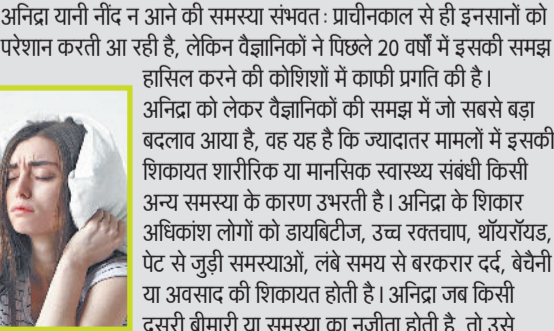 अनिद्रा यानी नींद न आने की समस्या संभवतः प्राचीनकाल से ही इनसानों को
परेशान करती आ रही है, लेकिन वैज्ञानिकों ने पिछले 20 वर्षों में इसकी समझ
हासिल करने की कोशिशों में काफी प्रगति की है।
अनिद्रा को लेकर वैज्ञानिकों की समझ में जो सबसे बड़ा
बदलाव आया है, वह यह है कि ज्यादातर मामलों में इसकी
शिकायत शारीरिक या मानसिक स्वास्थ्य संबंधी किसी
अन्य समस्या के कारण उभरती है। अनिद्रा के शिकार
अधिकांश लोगों को डायबिटीज, उच्च रक्तचाप, थॉयरॉयड,
पेट से जुड़ी समस्याओं, लंबे समय से बरकरार दर्द, बेचैनी
या अवसाद की शिकायत होती है। अनिद्रा जब किसी
दूसरी बीमारी या समस्या का नतीजा होती है, तो उसे